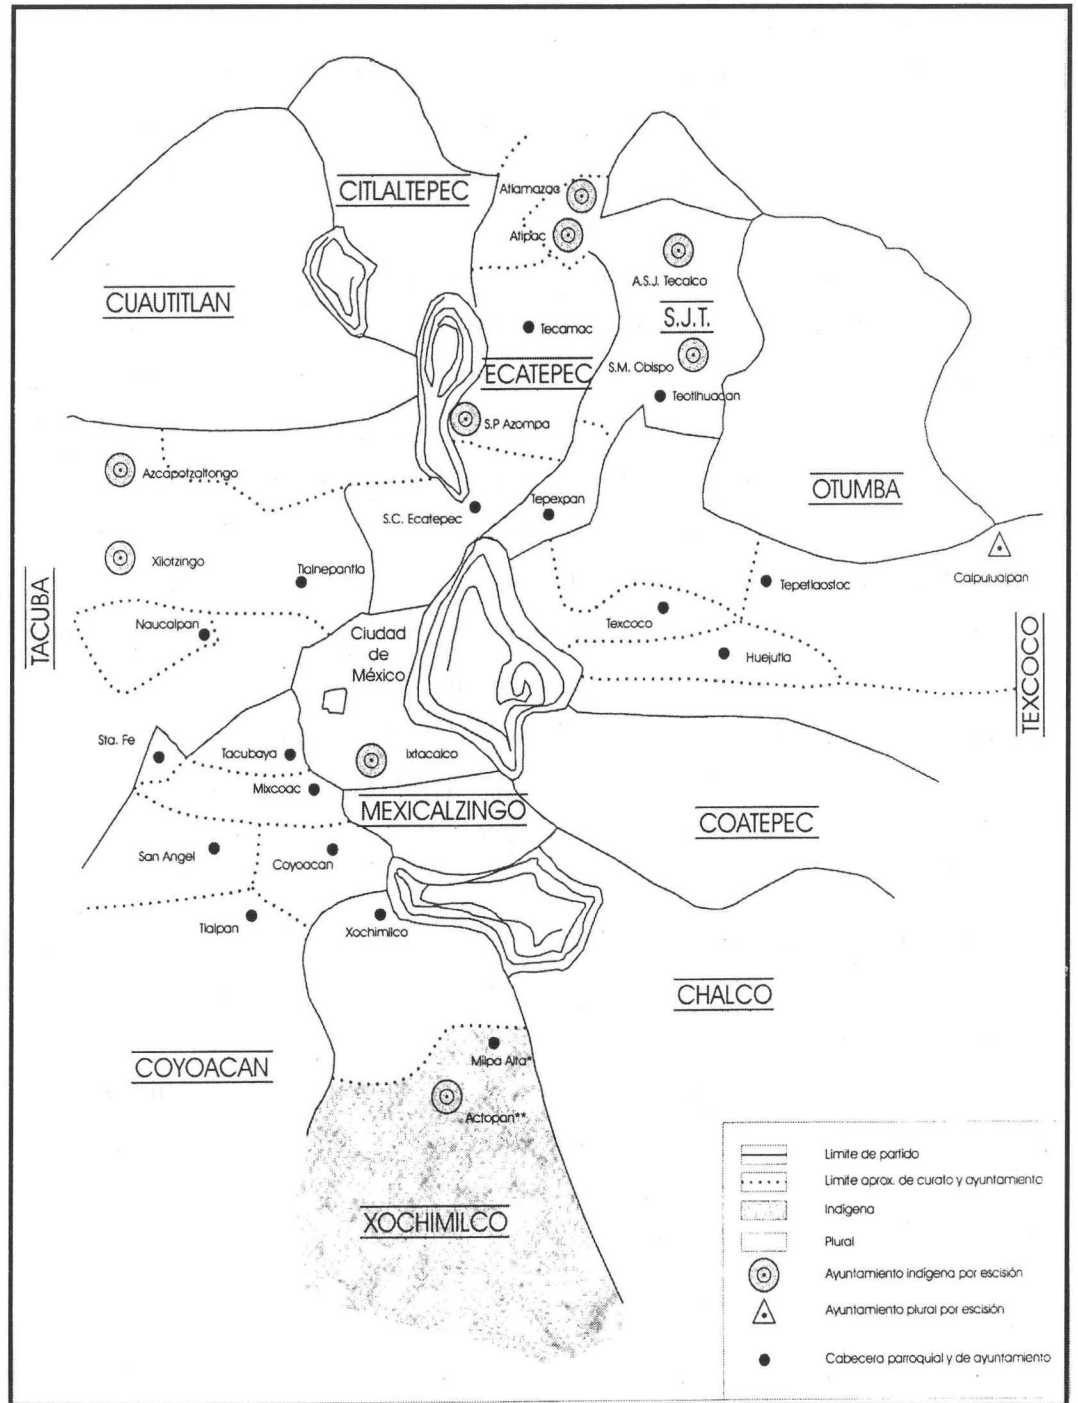 CITLALTEPEC
Atlamazac
Atipac
A.S.J. Tecalco
CUAUTITLAN
S.J.T.
Tecamac
S.M. Obispo
ECATEPEC
Teotihuacan
S.P Azompa
Azcapotzaltongo
OTUMBA
Tepexpan
S.C. Ecatepec
Xilotzingo
Tlalnepantla
Calpulualpan
Tepetlaostoc
TACUBA
Texcoco
Naucalpan
Ciudad
de
México
Huejutla
TEXCOCO
Sta. Fe
Tacubaya
Ixtacalco
Mixcoac
MEXICALZINGO
COATEPEC
San Angel
Coyoacan
Tlalpan
Xochimilco
CHALCO
Milpa Alta*
COYOACAN
Actopan**
XOCHIMILCO
Limite de partido
Limite aprox. de curato y ayuntamiento
Indígena
Plural
Ayuntamiento indígena por escisión
Ayuntamiento plural por escisión
Cabecera parroquial y de ayuntamiento